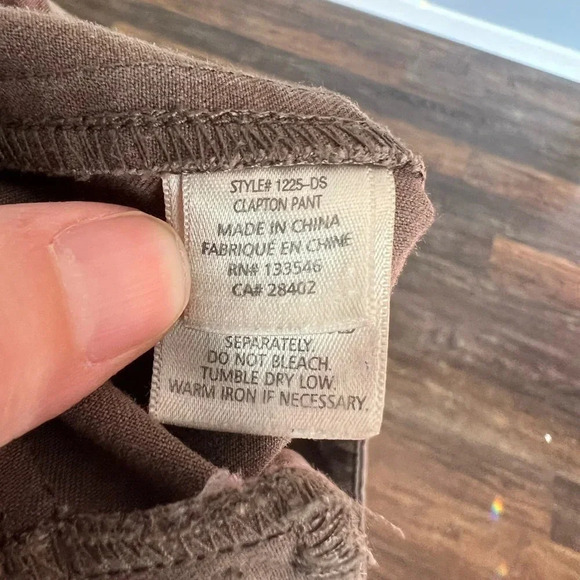 STYLE# 1225-DS
CLAPTON PANT
MADE IN CHINA
FABRIQUE EN CHINE
RN# 133546
CA# 28402
SEPARATELY.
DO NOT BLEACH.
TUMBLE DRY LOW.
WARM IRON IF NECESSARY.